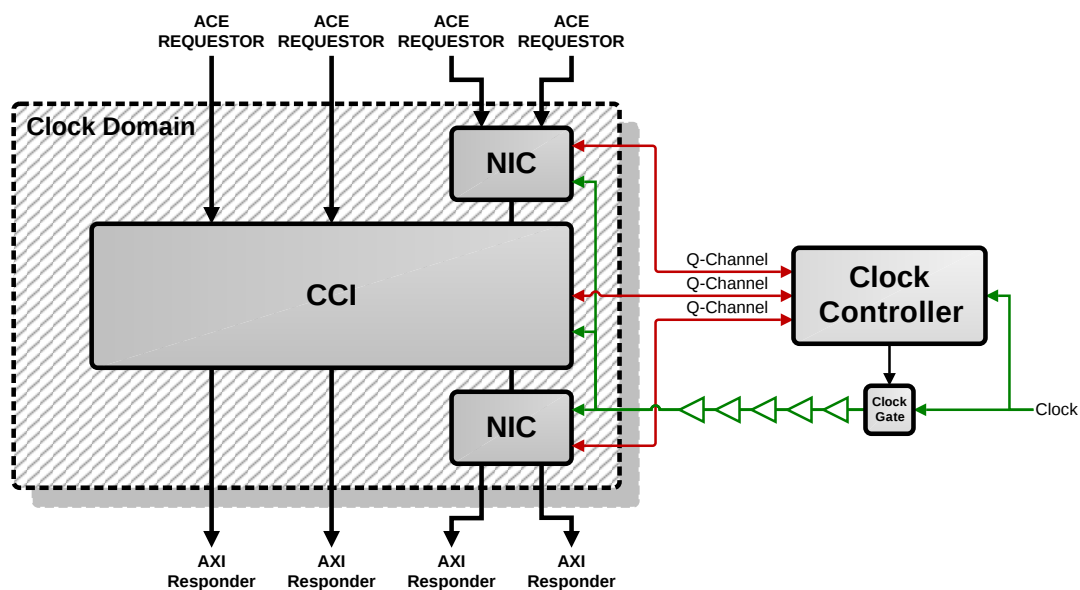 ACE
REQUESTOR
ACE
REQUESTOR
ACE
REQUESTOR
ACE
REQUESTOR
Clock Domain
NIC
CCI
NIC
Q-Channel
Q-Channel
Q-Channel
Clock
Controller
Clock
Gate
Clock
AXI
Responder
AXI
Responder
AXI
Responder
AXI
Responder